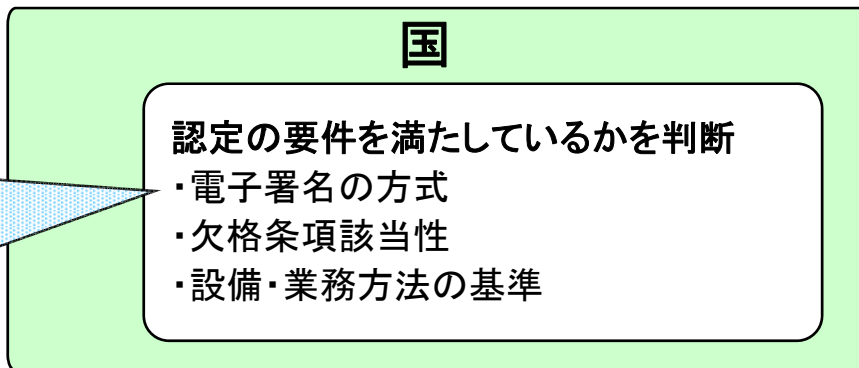 国
認定の要件を満たしているかを判断
・電子署名の方式
・欠格条項該当性
・設備・業務方法の基準